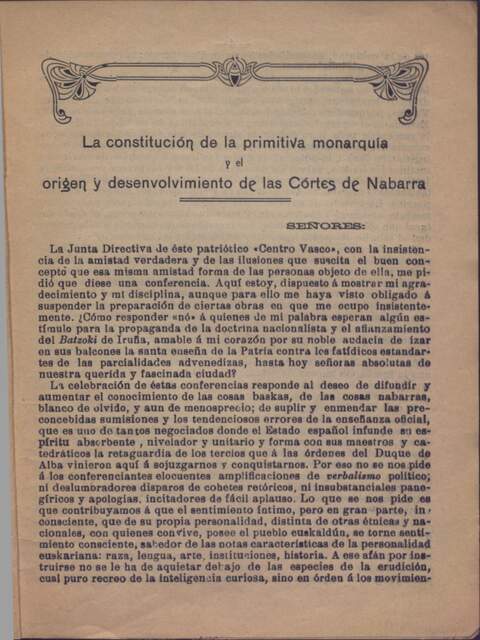 La constitución de la primitiva monarquía
y el
origen y desenvolvimiento de las Córtes de Nabarra
SEÑORES:
La Junta Directiva de éste patriótico «Centro Vasco», con la insisten-
cia de la amistad verdadera y de las ilusiones que suscita el buen con-
cepto que esa misma amistad forma de las personas objeto de ella, me pi-
dió que diese una conferencia. Aquí estoy, dispuesto á mostrar mi agra-
decimiento y mi disciplina, aunque para ello me haya visto obligado á
suspender la preparación de ciertas obras en que me ocupo insistente-
mente. ¿Cómo responder «nó» á quienes de mi palabra esperan algún es-
tímulo para la propaganda de la doctrina nacionalista y el afianzamiento
del Batzoki de Iruña, amable á mi corazón por su noble audacia de izar
en sus balcones la santa enseña de la Patria contra los fatídicos estandar-
tes de las parcialidades advenedizas, hasta hoy señoras absolutas de
nuestra querida y fascinada ciudad?
La celebración de éstas conferencias responde al deseo de difundir y
aumentar el conocimiento de las cosas baskas, de las cosas nabarras,
blanco de olvido, y aun de menosprecio; de suplir y enmendar las pre-
concebidas sumisiones y los tendenciosos errores de la enseñanza oficial,
que es uno de tantos negociados donde el Estado español infunde su es-
píritu absorbente, nivelador y unitario y forma con sus maestros y ca-
tedráticos la retaguardia de los tercios que á las órdenes del Duque de
Alba vinieron aquí á sojuzgarnos y conquistarnos. Por eso no se nos pide
á los conferenciantes elocuentes amplificaciones de verbalismo político;
ni deslumbradores disparos de cohetes retóricos, ni insubstanciales pane-
gíricos y apologías, incitadores de fácil aplauso. Lo que se nos pide es
que contribuyamos á que el sentimiento íntimo, pero en gran parte, in-
consciente, que de su propia personalidad, distinta de otras étnicas y na-
cionales, con quienes convive, posee el pueblo euskaldún, se torne senti-
miento consciente, sabedor de las notas características de la personalidad
euskariana: raza, lengua, arte, instituciones, historia. A ese afán por ins-
truirse no se le ha de aquietar debajo de las especies de la erudición,
cual puro recreo de la inteligencia curiosa, sino en órden á los movimien-